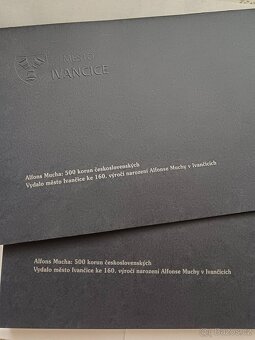 MĚSTO
IVANČICE
Alfons Mucha: 500 korun československých
Vydalo město Ivančice ke 160. výročí narození Alfonse Muchy v Ivančicích
Alfons Mucha: 500 korun československých
Vydalo město Ivančice ke 160. výročí narození Alfonse Muchy v Ivančicích